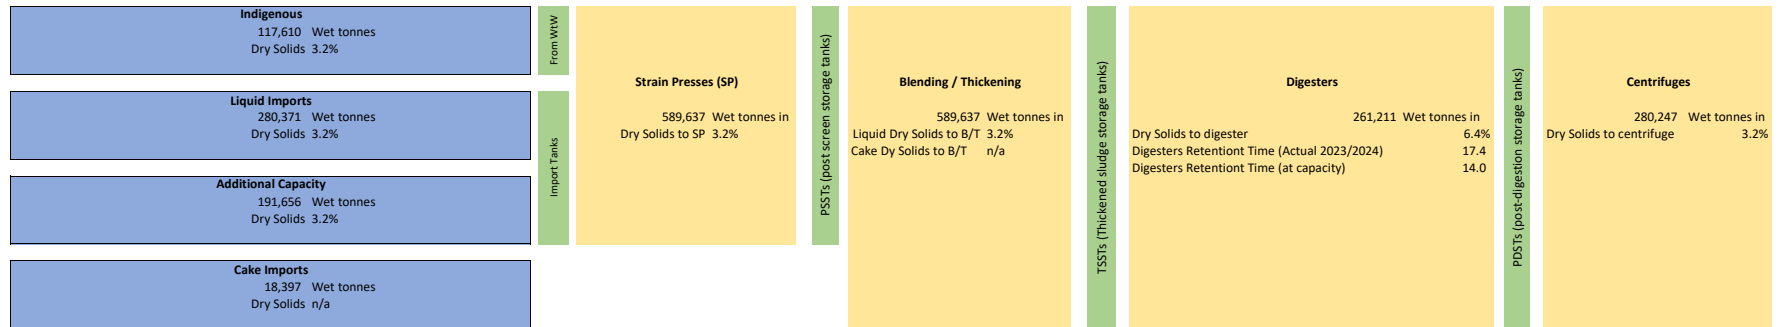 Indigenous
117,610 Wet tonnes
Dry Solids 3.2%
Liquid Imports
280,371 Wet tonnes
Dry Solids 3.2%
Additional Capacity
191,656 Wet tonnes
Dry Solids 3.2%
Cake Imports
18,397 Wet tonnes
Dry Solids n/a
From WtW
Import Tanks
Strain Presses (SP)
589,637 Wet tonnes in
Dry Solids to SP 3.2%
PSSTs (post screen storage tanks)
Blending / Thickening
589,637 Wet tonnes in
Liquid Dry Solids to B/T 3.2%
Cake Dy Solids to B/T n/a
TSSTs (Thickened sludge storage tanks)
Digesters
261,211 Wet tonnes in
Dry Solids to digester 6.4%
Digesters Retentiont Time (Actual 2023/2024) 17.4
Digesters Retentiont Time (at capacity) 14.0
PDSTs (post-digestion storage tanks)
Centrifuges
280,247 Wet tonnes in
Dry Solids to centrifuge 3.2%